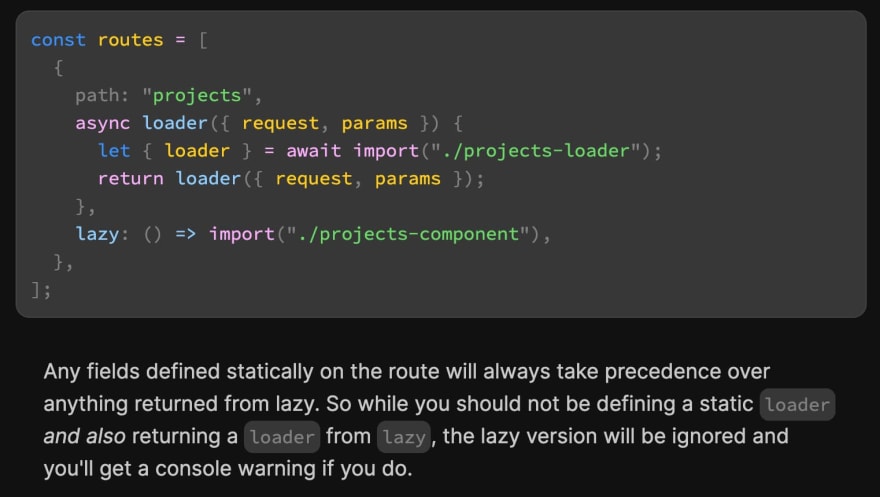 const routes = [
  {
    path: "projects",
    async loader({ request, params }) {
      let { loader } = await import("./projects-loader");
      return loader({ request, params });
    },
    lazy: () => import("./projects-component"),
  },
];
Any fields defined statically on the route will always take precedence over
anything returned from lazy. So while you should not be defining a static loader
and also returning a loader from lazy, the lazy version will be ignored and
you'll get a console warning if you do.